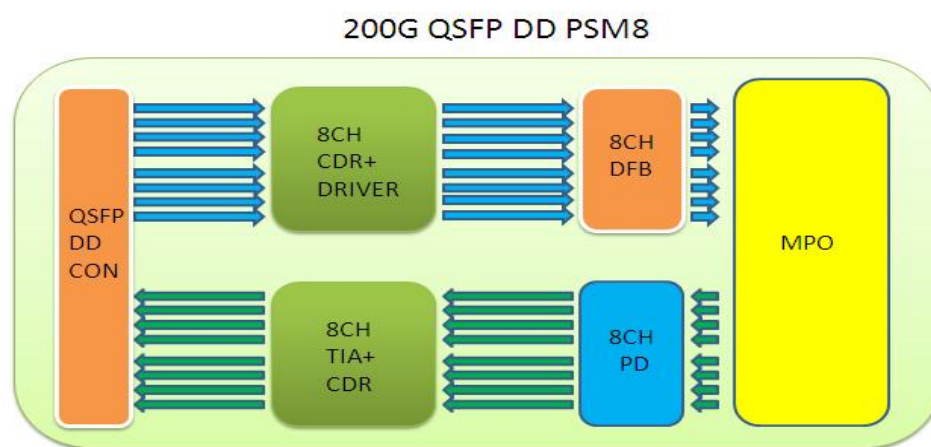 200G QSFP DD PSM8
QSFP
DD
CON
8CH
CDR+
DRIVER
8CH
DFB
MPO
8CH
TIA+
CDR
8CH
PD